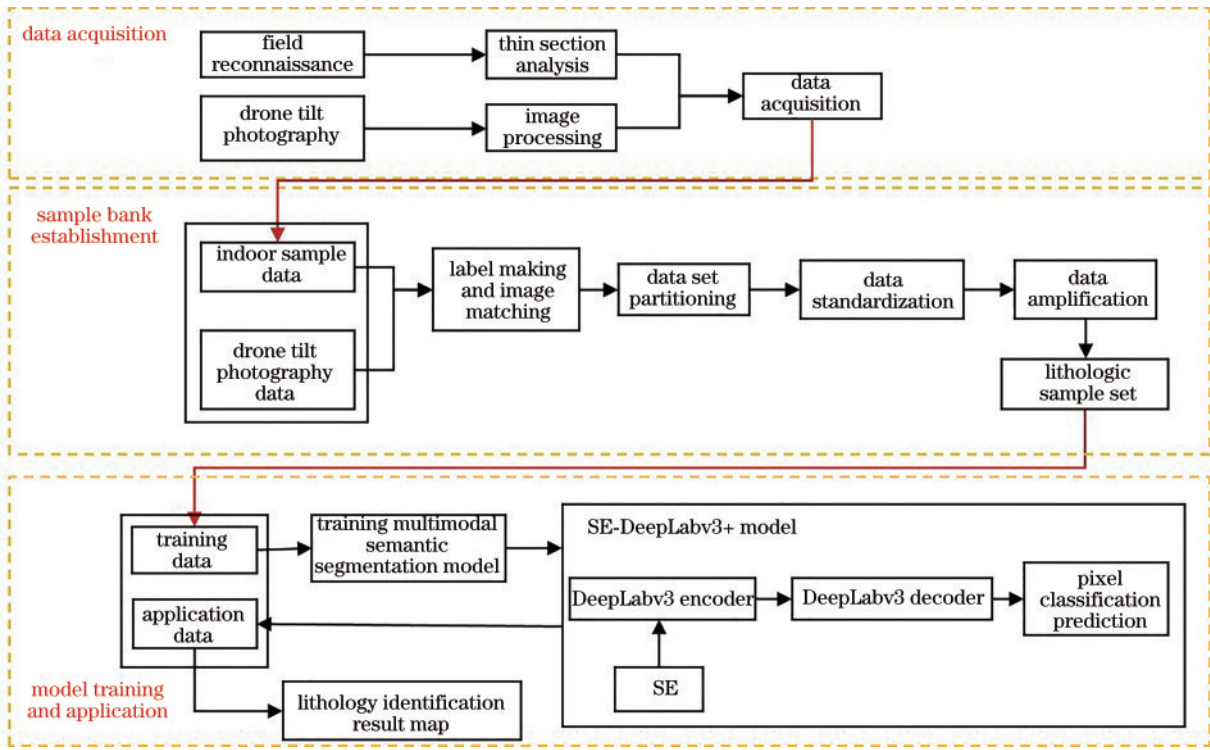 data acquisition
field
reconnaissance
thin section
analysis
drone tilt
photography
image
processing
data
acquisition
sample bank
establishment
indoor sample
data
drone tilt
photography
data
label making
and image
matching
data set
partitioning
data
standardization
data
amplification
lithologic
sample set
training
data
training multimodal
semantic
segmentation model
SE-DeepLabv3+ model
DeepLabv3 encoder
DeepLabv3 decoder
pixel
classification
prediction
SE
application
data
lithology identification
result map
model training
and application